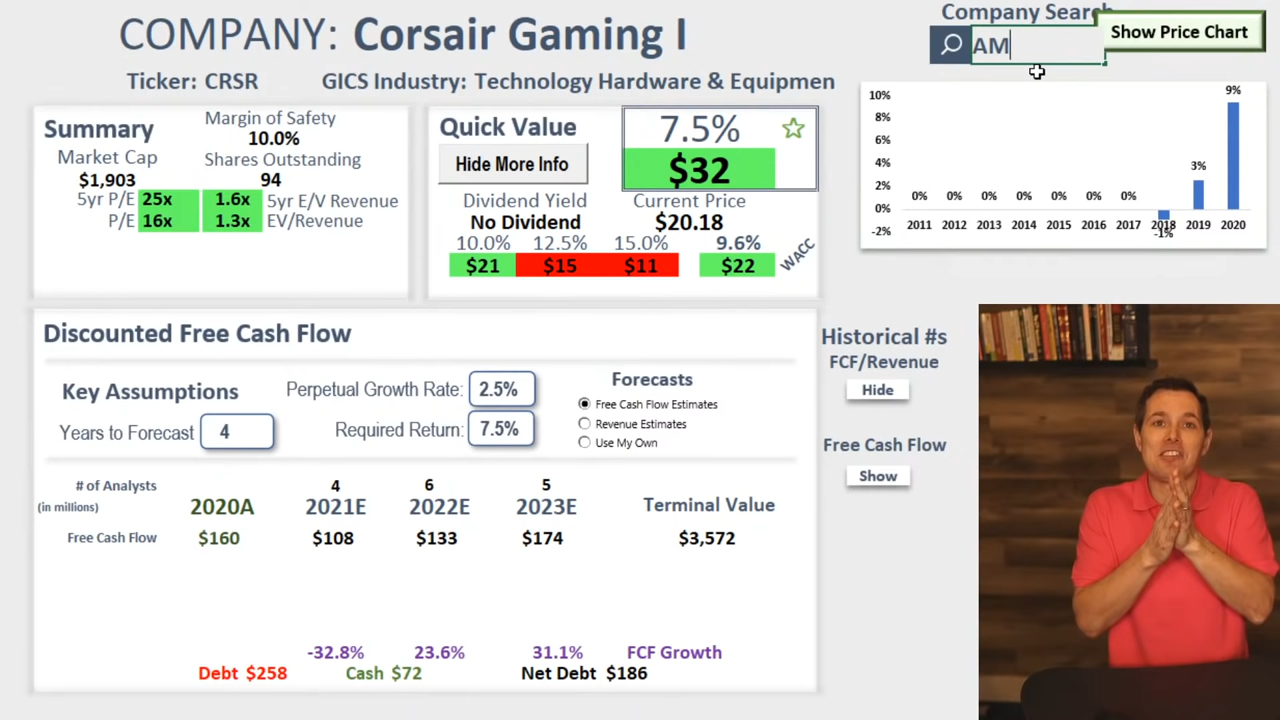 COMPANY: Corsair Gaming I
Ticker: CRSR GICS Industry: Technology Hardware & Equipmen
Company Search
AM
Show Price Chart
Summary
Margin of Safety
10.0%
Market Cap
$1,903
Shares Outstanding
94
5yr P/E 25x 1.6x 5yr E/V Revenue
P/E 16x 1.3x EV/Revenue
Quick Value
Hide More Info
7.5%
$32
Dividend Yield
No Dividend
Current Price
$20.18
10.0% 12.5% 15.0% 9.6%
$21 $15 $11 $22 WACC
10%
8%
6%
4%
2%
0%
-2%
0% 0% 0% 0% 0% 0% 0% -1% 3% 9%
2011 2012 2013 2014 2015 2016 2017 2018 2019 2020
Discounted Free Cash Flow
Key Assumptions
Years to Forecast 4
Perpetual Growth Rate: 2.5%
Required Return: 7.5%
Forecasts
Free Cash Flow Estimates
Revenue Estimates
Use My Own
Historical #s
FCF/Revenue
Hide
Free Cash Flow
Show
# of Analysts 4 6 5
(in millions) 2020A 2021E 2022E 2023E Terminal Value
Free Cash Flow $160 $108 $133 $174 $3,572
-32.8% 23.6% 31.1% FCF Growth
Debt $258 Cash $72 Net Debt $186